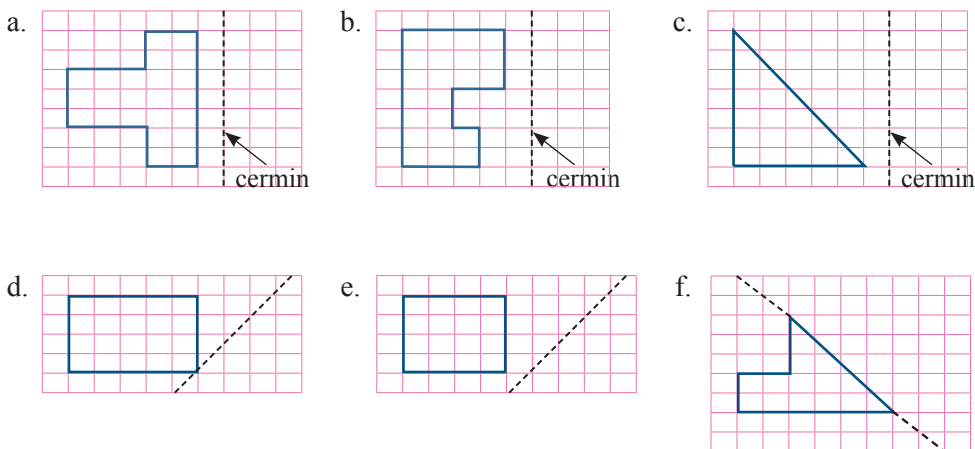 a.
b.
c.
cermin
cermin
cermin
d.
e.
f.